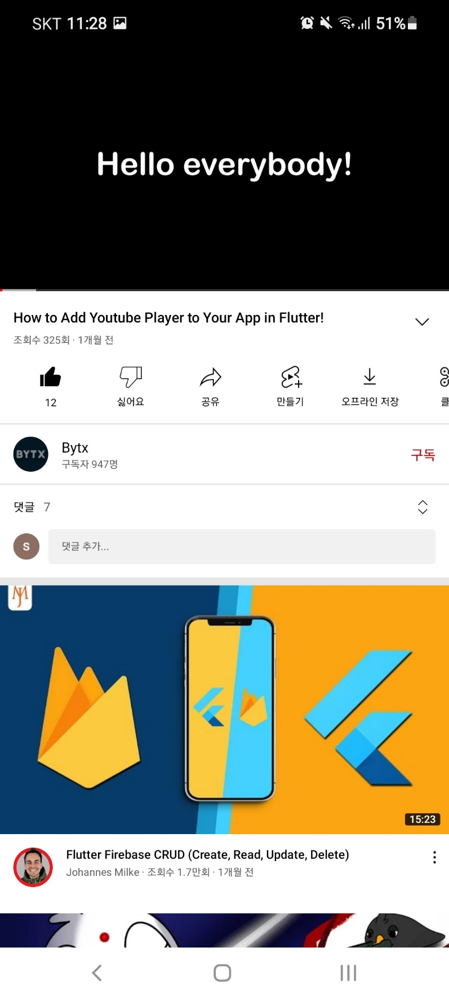 SKT 11:28 51%
Hello everybody!
How to Add Youtube Player to Your App in Flutter!
조회수 325회 · 1개월 전
12 싫어요 공유 만들기 오프라인 저장 클
BYTX Bytx
구독자 947명
구독
댓글 7
S 댓글 추가...
JM
15:23
Flutter Firebase CRUD (Create, Read, Update, Delete)
Johannes Milke · 조회수 1.7만회 · 1개월 전